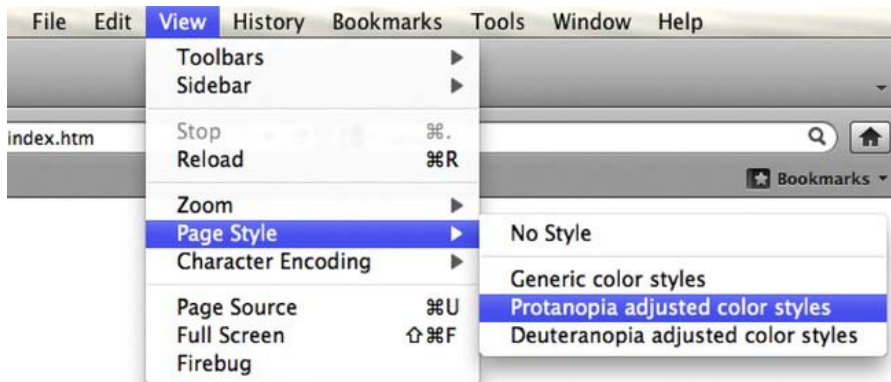 File Edit View History Bookmarks Tools Window Help
Toolbars
Sidebar
index.htm
Stop ⌘.
Reload ⌘R
Bookmarks
Zoom
Page Style
Character Encoding
No Style
Generic color styles
Protanopia adjusted color styles
Deuteranopia adjusted color styles
Page Source ⌘U
Full Screen ⇧⌘F
Firebug